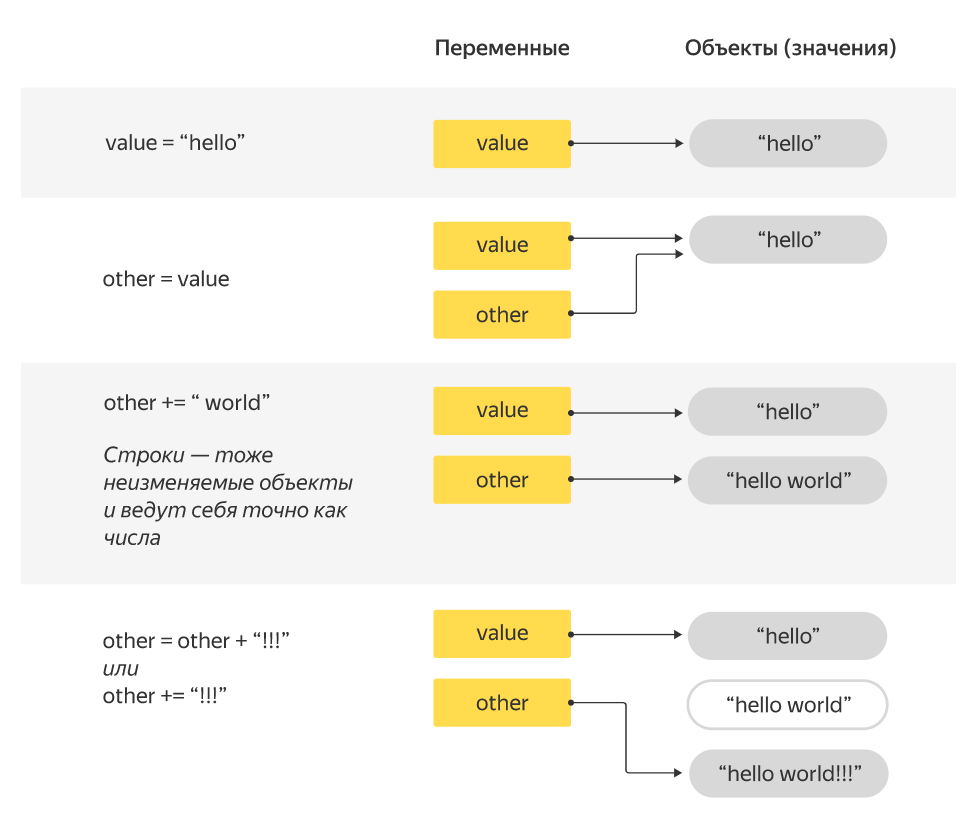 Переменные
Объекты (значения)
value = “hello”
value
“hello”
other = value
value
“hello”
other
other += “ world”
Строки — тоже
неизменяемые объекты
и ведут себя точно как
числа
value
“hello”
other
“hello world”
other = other + “!!!”
или
other += “!!!”
value
“hello”
other
“hello world”
“hello world!!!”